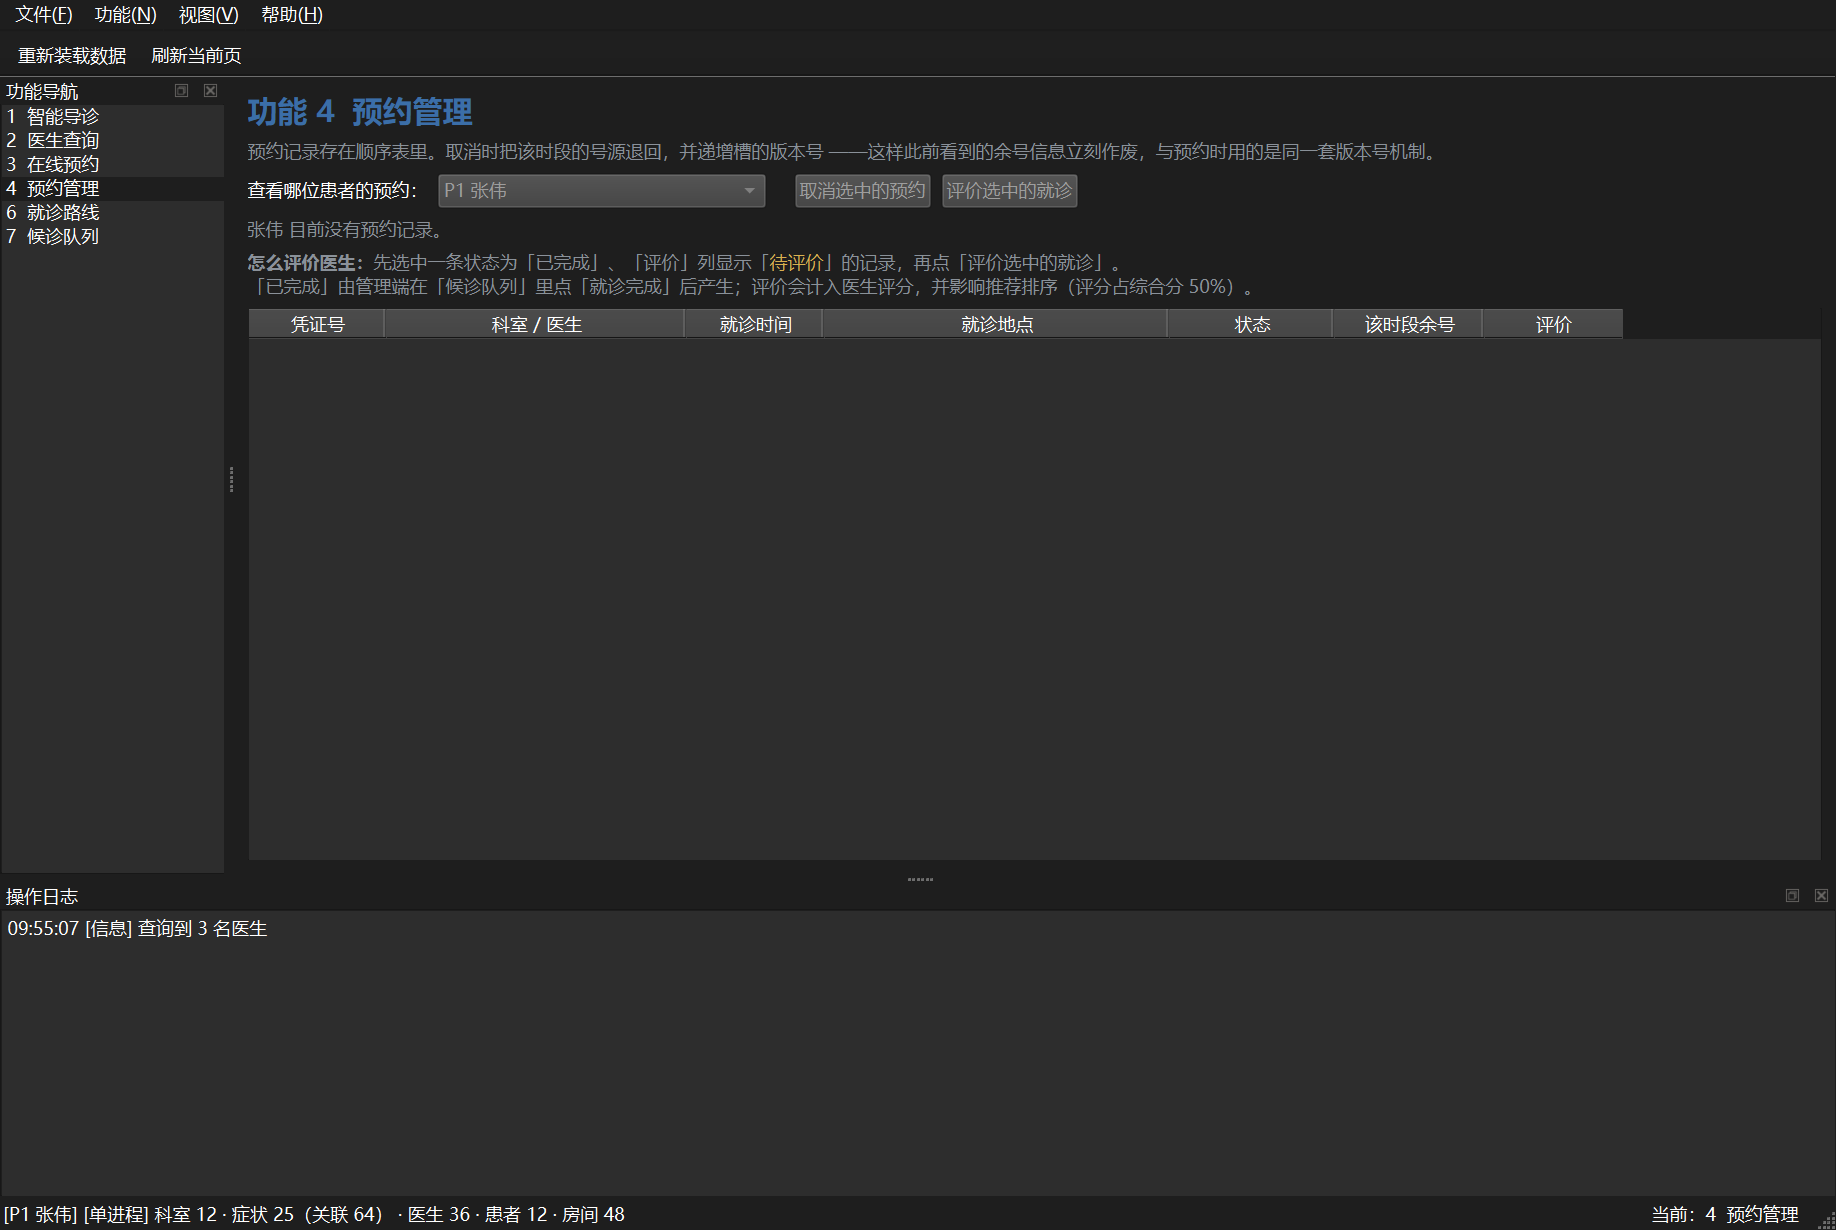 文件(F) 功能(N) 视图(V) 帮助(H)
重新装载数据 刷新当前页
功能导航
1 智能导诊
2 医生查询
3 在线预约
4 预约管理
6 就诊路线
7 候诊队列
功能 4 预约管理
预约记录存在顺序表里。取消时把该时段的号源退回，并递增槽的版本号 ——这样此前看到的余号信息立刻作废，与预约时用的是同一套版本号机制。
查看哪位患者的预约： P1 张伟 取消选中的预约 评价选中的就诊
张伟 目前没有预约记录。
怎么评价医生：先选中一条状态为「已完成」、「评价」列显示「待评价」的记录，再点「评价选中的就诊」。
「已完成」由管理端在「候诊队列」里点「就诊完成」后产生；评价会计入医生评分，并影响推荐排序（评分占综合分 50%）。
凭证号 科室 / 医生 就诊时间 就诊地点 状态 该时段余号 评价
操作日志
09:55:07 [信息] 查询到 3 名医生
[P1 张伟] [单进程] 科室 12 · 症状 25（关联 64） · 医生 36 · 患者 12 · 房间 48 当前：4 预约管理